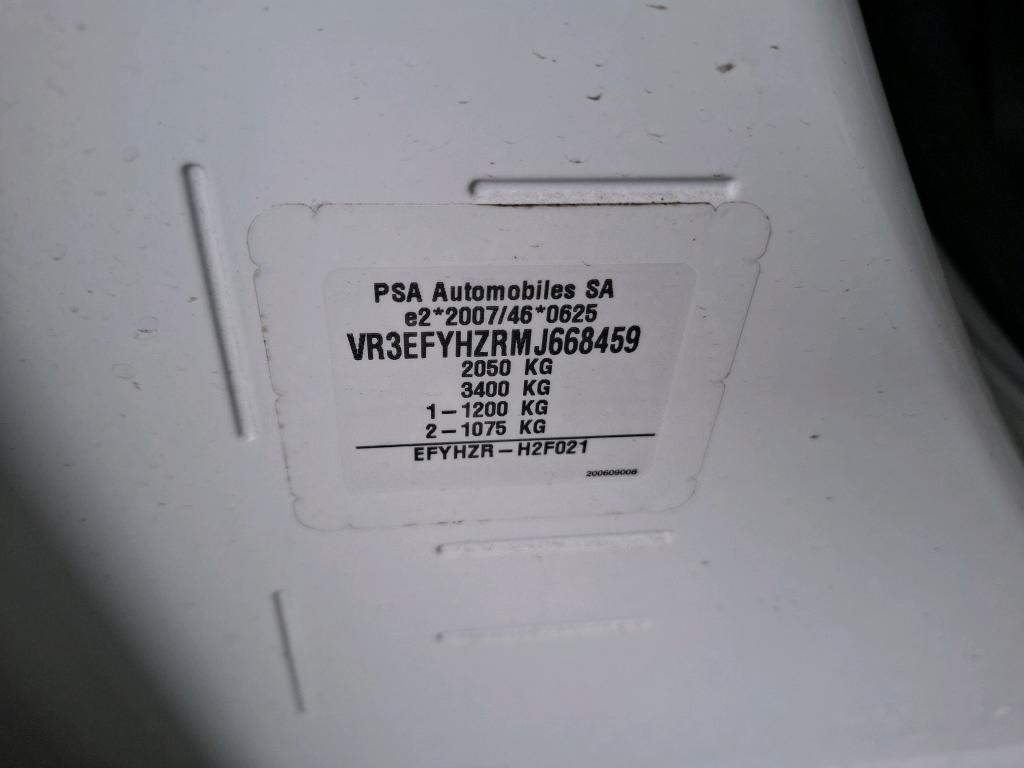 PSA Automobiles SA
e2*2007/46*0625
VR3EFYHZRMJ668459
2050 KG
3400 KG
1-1200 KG
2-1075 KG
EFYHZR-H2F021
200609008